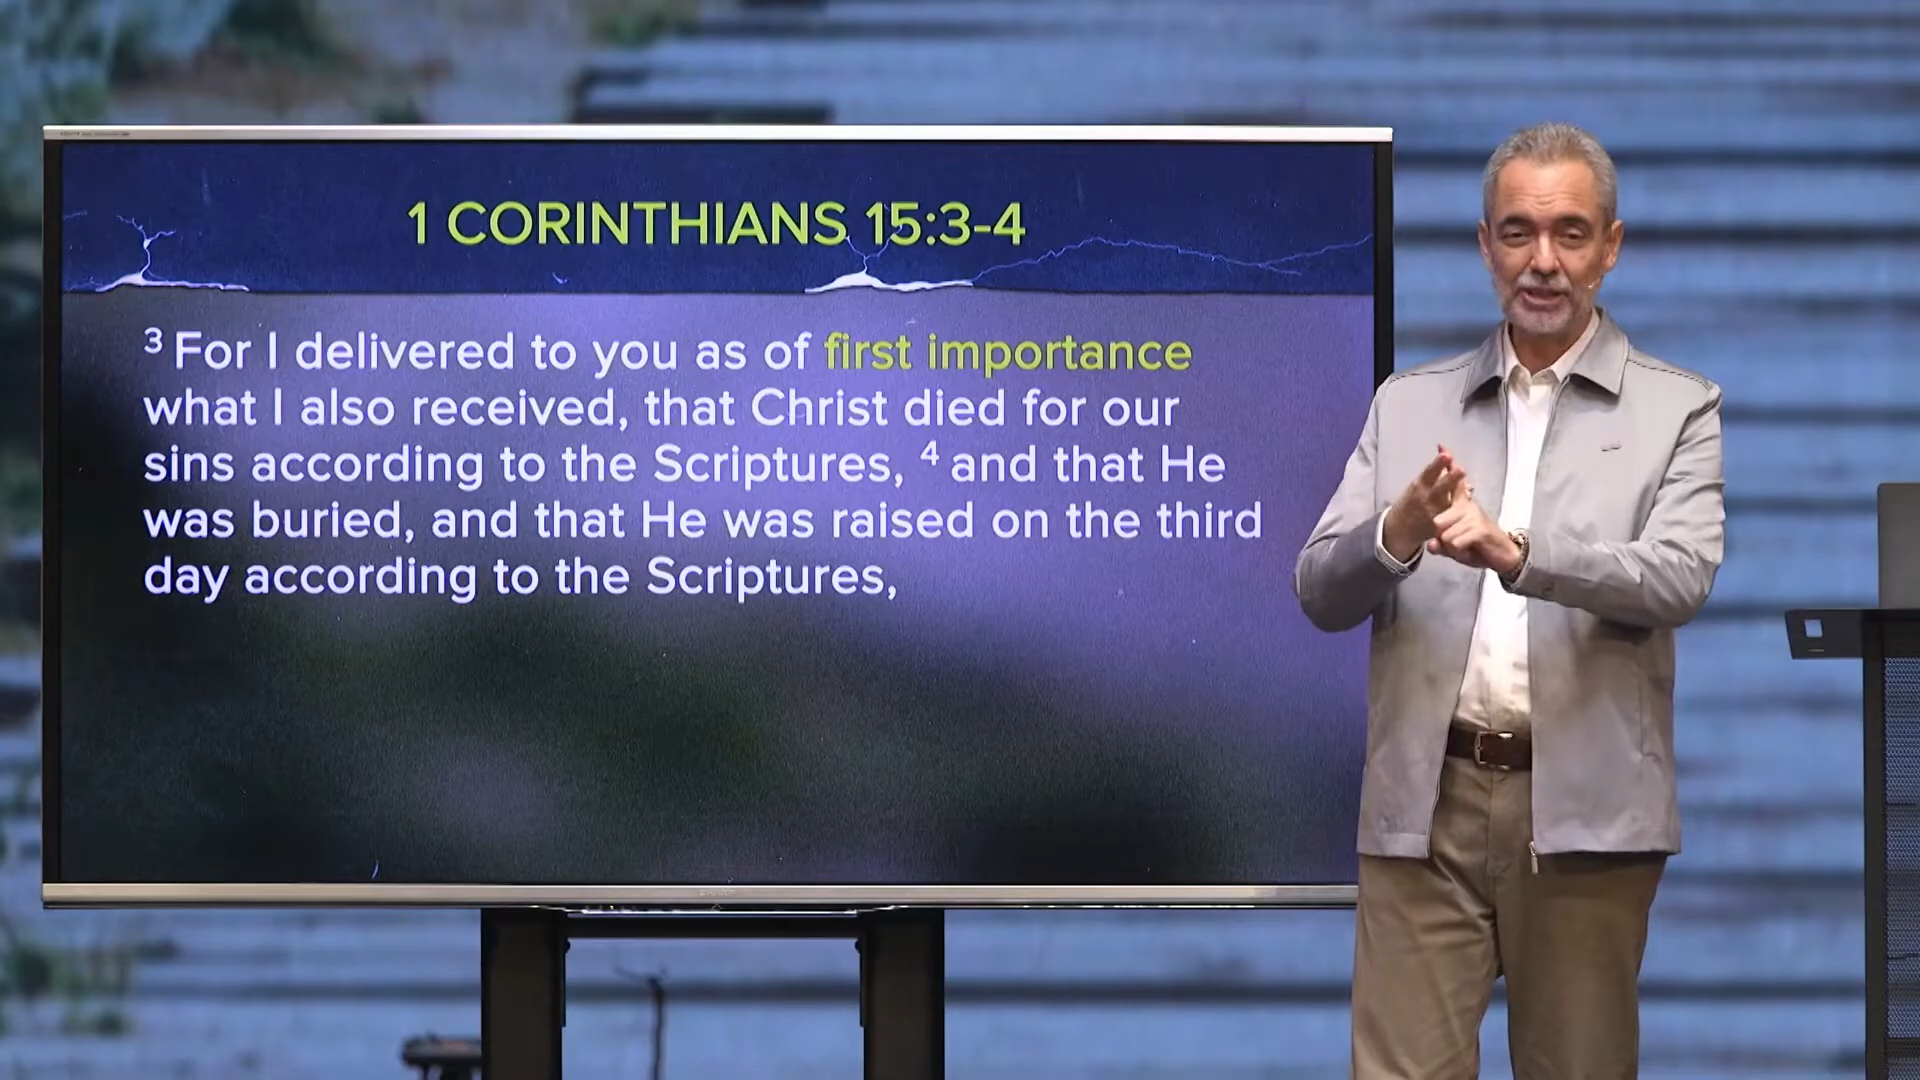 1 CORINTHIANS 15:3-4
³ For I delivered to you as of first importance
what I also received, that Christ died for our
sins according to the Scriptures, ⁴ and that He
was buried, and that He was raised on the third
day according to the Scriptures,